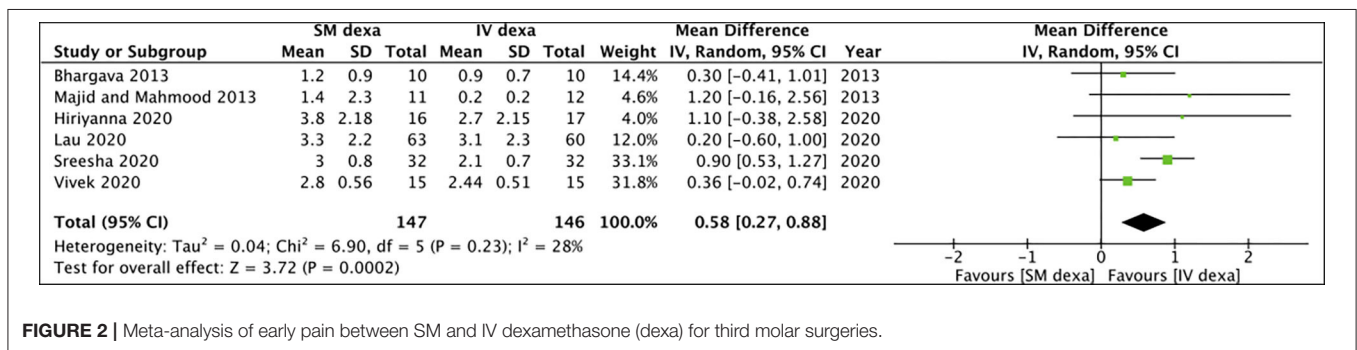 SM dexa IV dexa Mean Difference Mean Difference
Study or Subgroup Mean SD Total Mean SD Total Weight IV, Random, 95% CI Year IV, Random, 95% CI
Bhargava 2013 1.2 0.9 10 0.9 0.7 10 14.4% 0.30 [−0.41, 1.01] 2013
Majid and Mahmood 2013 1.4 2.3 11 0.2 0.2 12 4.6% 1.20 [−0.16, 2.56] 2013
Hiriyanna 2020 3.8 2.18 16 2.7 2.15 17 4.0% 1.10 [−0.38, 2.58] 2020
Lau 2020 3.3 2.2 63 3.1 2.3 60 12.0% 0.20 [−0.60, 1.00] 2020
Sreesha 2020 3 0.8 32 2.1 0.7 32 33.1% 0.90 [0.53, 1.27] 2020
Vivek 2020 2.8 0.56 15 2.44 0.51 15 31.8% 0.36 [−0.02, 0.74] 2020
Total (95% CI) 147 146 100.0% 0.58 [0.27, 0.88]
Heterogeneity: Tau² = 0.04; Chi² = 6.90, df = 5 (P = 0.23); I² = 28%
Test for overall effect: Z = 3.72 (P = 0.0002)
−2 −1 0 1 2
Favours [SM dexa] Favours [IV dexa]
FIGURE 2 | Meta-analysis of early pain between SM and IV dexamethasone (dexa) for third molar surgeries.